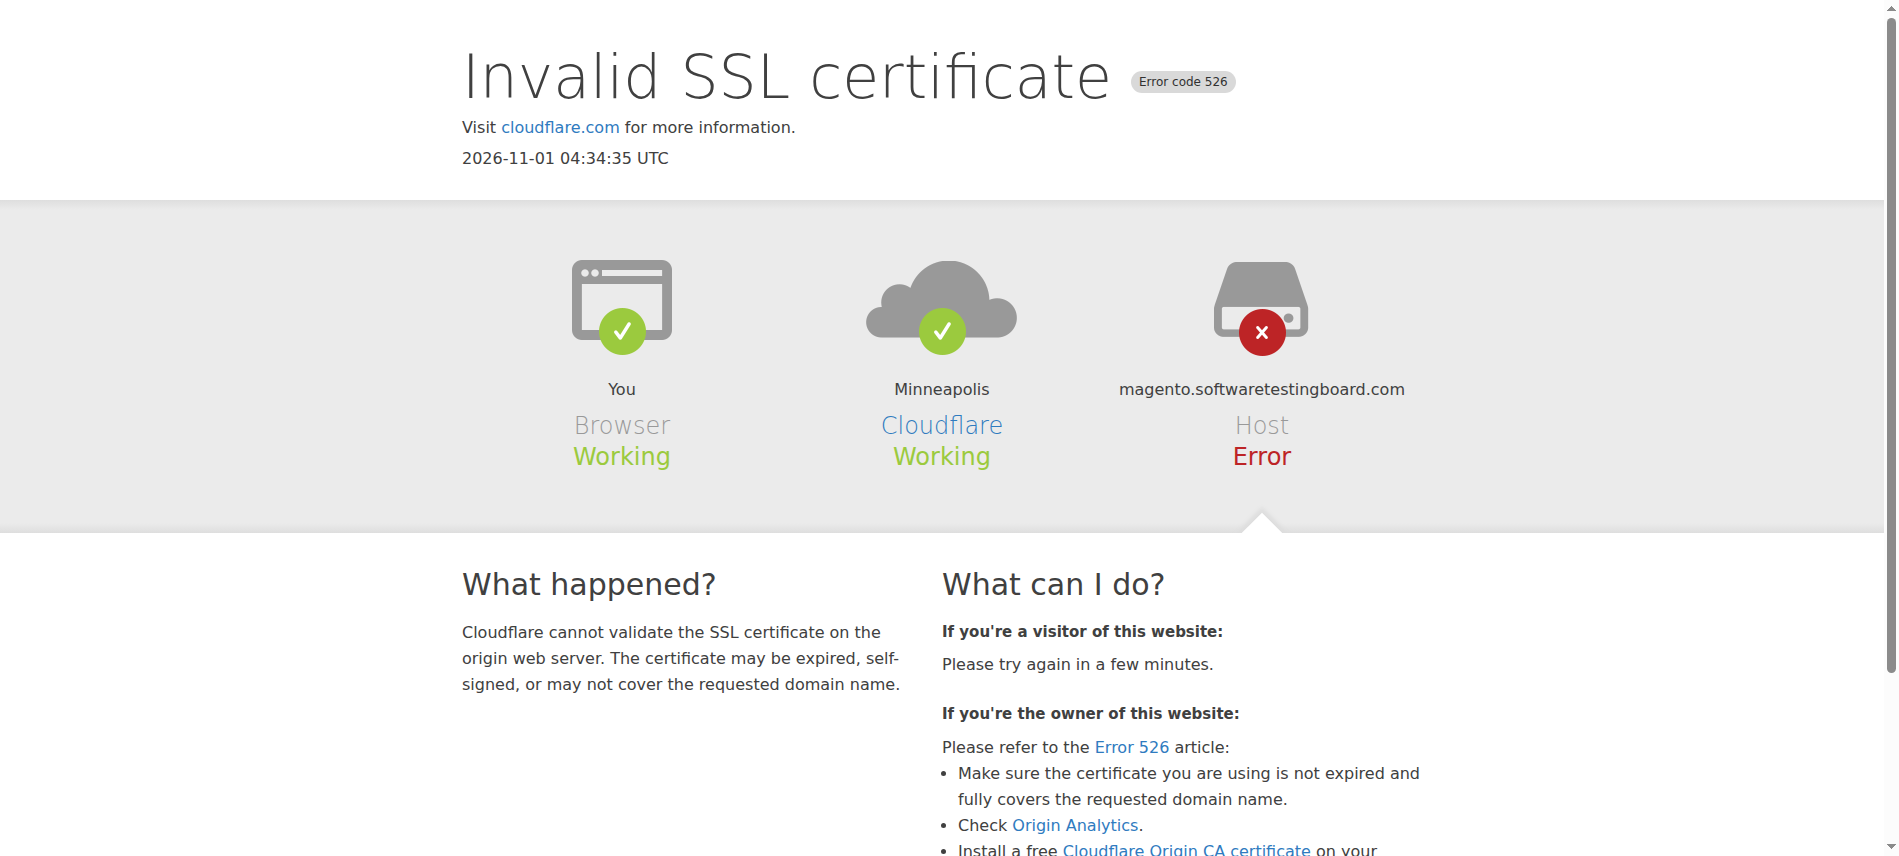 Invalid SSL certificate Error code 526
Visit cloudflare.com for more information.
2026-11-01 04:34:35 UTC
You
Browser
Working
Minneapolis
Cloudflare
Working
magento.softwaretestingboard.com
Host
Error
What happened?
Cloudflare cannot validate the SSL certificate on the
origin web server. The certificate may be expired, self-
signed, or may not cover the requested domain name.
What can I do?
If you're a visitor of this website:
Please try again in a few minutes.
If you're the owner of this website:
Please refer to the Error 526 article:
• Make sure the certificate you are using is not expired and
fully covers the requested domain name.
• Check Origin Analytics.
• Install a free Cloudflare Origin CA certificate on your